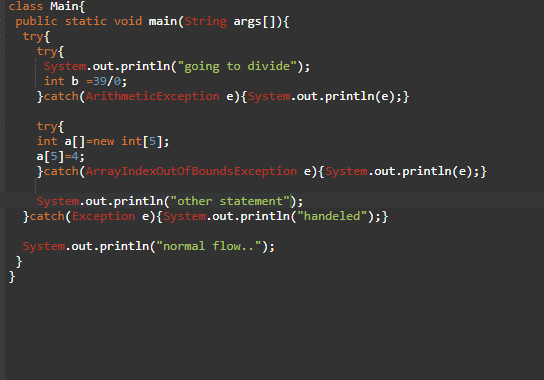 class Main{
public static void main(String args[]){
try{
try{
System.out.println("going to divide");
int b =39/0;
}catch(ArithmeticException e){System.out.println(e);}
try{
int a[]=new int[5];
a[5]=4;
}catch(ArrayIndexOutOfBoundsException e){System.out.println(e);}
System.out.println("other statement");
}catch(Exception e){System.out.println("handeled");}
System.out.println("normal flow..");
}
}